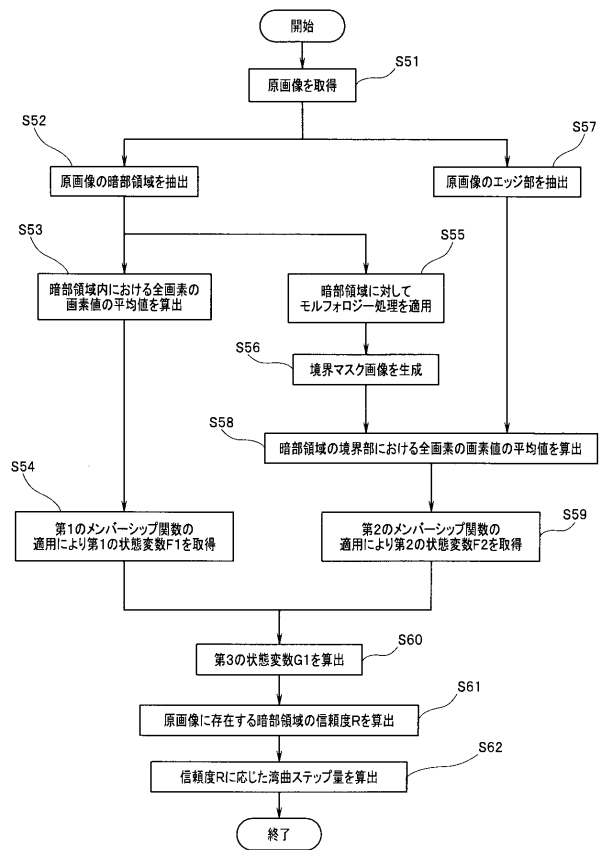 開始
S51
原画像を取得
S52
原画像の暗部領域を抽出
S57
原画像のエッジ部を抽出
S53
暗部領域内における全画素の
画素値の平均値を算出
S55
暗部領域に対して
モルフォロジー処理を適用
S56
境界マスク画像を生成
S58
暗部領域の境界部における全画素の画素値の平均値を算出
S54
第1のメンバーシップ関数の
適用により第1の状態変数F1を取得
S59
第2のメンバーシップ関数の
適用により第2の状態変数F2を取得
S60
第3の状態変数G1を算出
S61
原画像に存在する暗部領域の信頼度Rを算出
S62
信頼度Rに応じた湾曲ステップ量を算出
終了